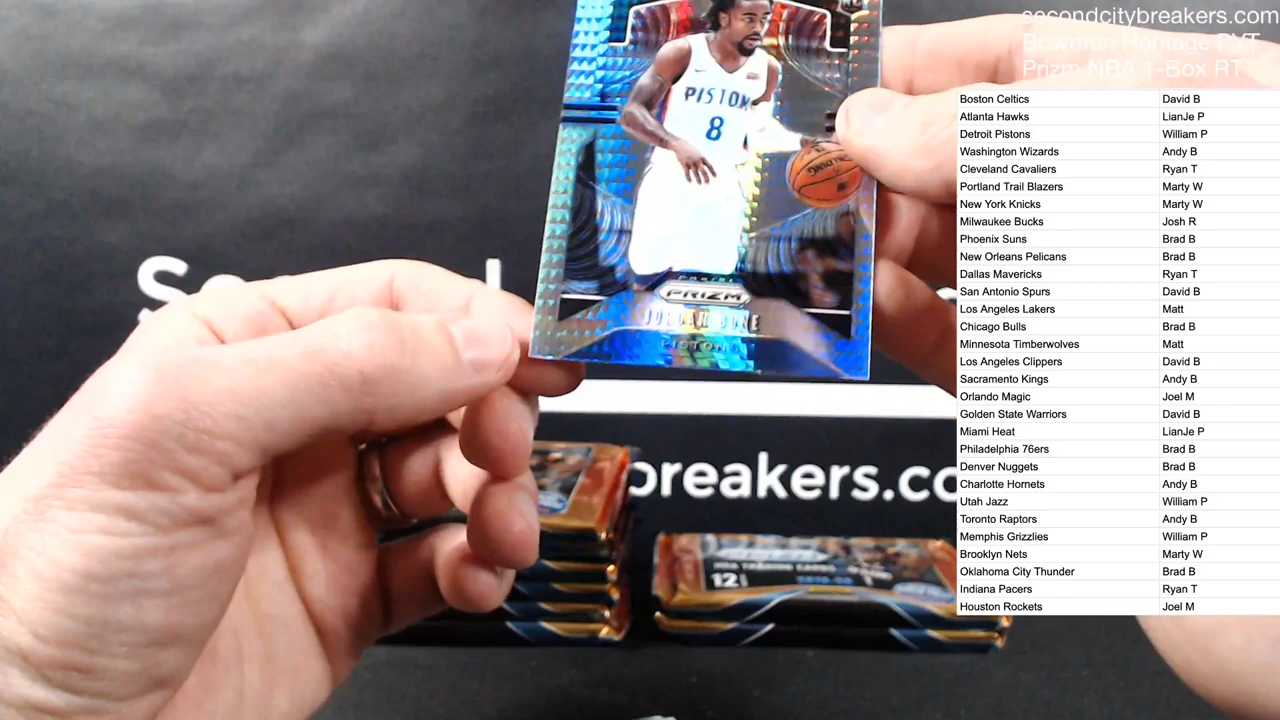 secondcitybreakers.com
Bowman Heritage PYT
Prizm NBA 1-Box RT
Boston Celtics David B
Atlanta Hawks LianJe P
Detroit Pistons William P
Washington Wizards Andy B
Cleveland Cavaliers Ryan T
Portland Trail Blazers Marty W
New York Knicks Marty W
Milwaukee Bucks Josh R
Phoenix Suns Brad B
New Orleans Pelicans Brad B
Dallas Mavericks Ryan T
San Antonio Spurs David B
Los Angeles Lakers Matt
Chicago Bulls Brad B
Minnesota Timberwolves Matt
Los Angeles Clippers David B
Sacramento Kings Andy B
Orlando Magic Joel M
Golden State Warriors David B
Miami Heat LianJe P
Philadelphia 76ers Brad B
Denver Nuggets Brad B
Charlotte Hornets Andy B
Utah Jazz William P
Toronto Raptors Andy B
Memphis Grizzlies William P
Brooklyn Nets Marty W
Oklahoma City Thunder Brad B
Indiana Pacers Ryan T
Houston Rockets Joel M
PISTONS
8
SPALDING
PANINI
PRIZM
PISTONS
breakers.co
NBA TRADING CARDS
12